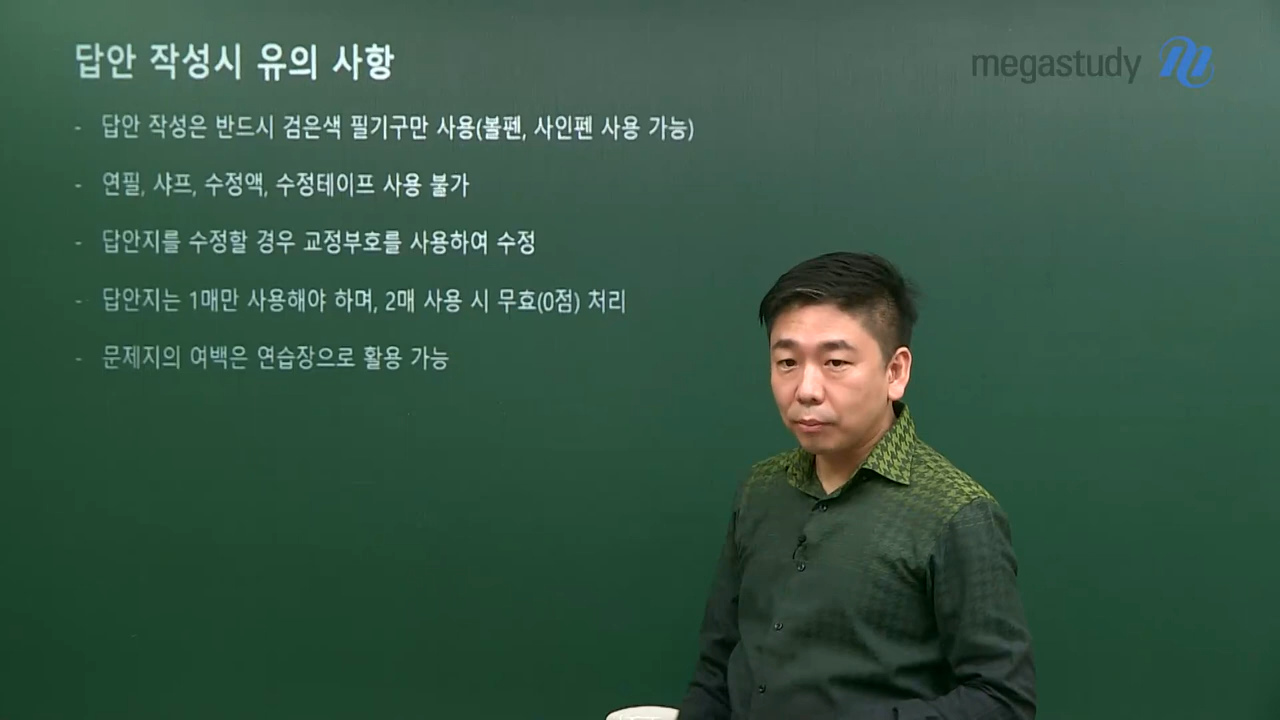 답안 작성시 유의 사항
megastudy
- 답안 작성은 반드시 검은색 필기구만 사용(볼펜, 사인펜 사용 가능)
- 연필, 샤프, 수정액, 수정테이프 사용 불가
- 답안지를 수정할 경우 교정부호를 사용하여 수정
- 답안지는 1매만 사용해야 하며, 2매 사용 시 무효(0점) 처리
- 문제지의 여백은 연습장으로 활용 가능